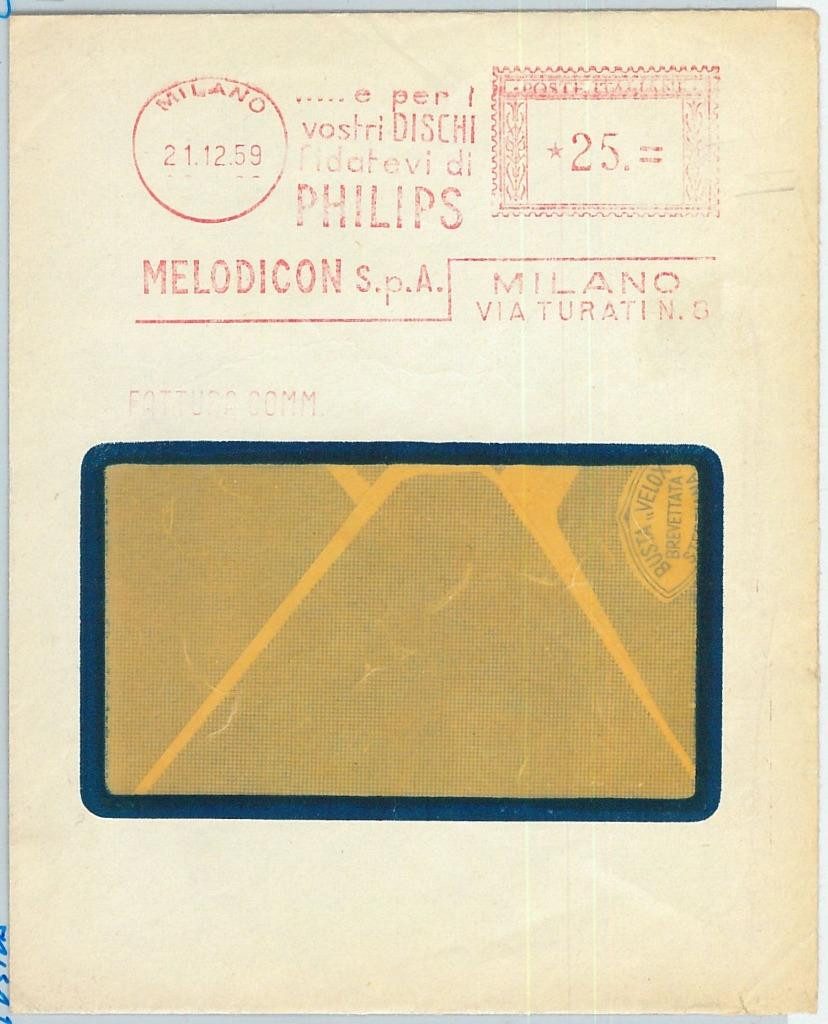 MILANO
21.12.59
..... e per i
vostri DISCHI
fidatevi di
PHILIPS
POSTE ITALIANE
*25.=
MELODICON S.p.A.
MILANO
VIA TURATI N.
FATTURA COMM.
BUSTA "VELOX
BREVETTATA